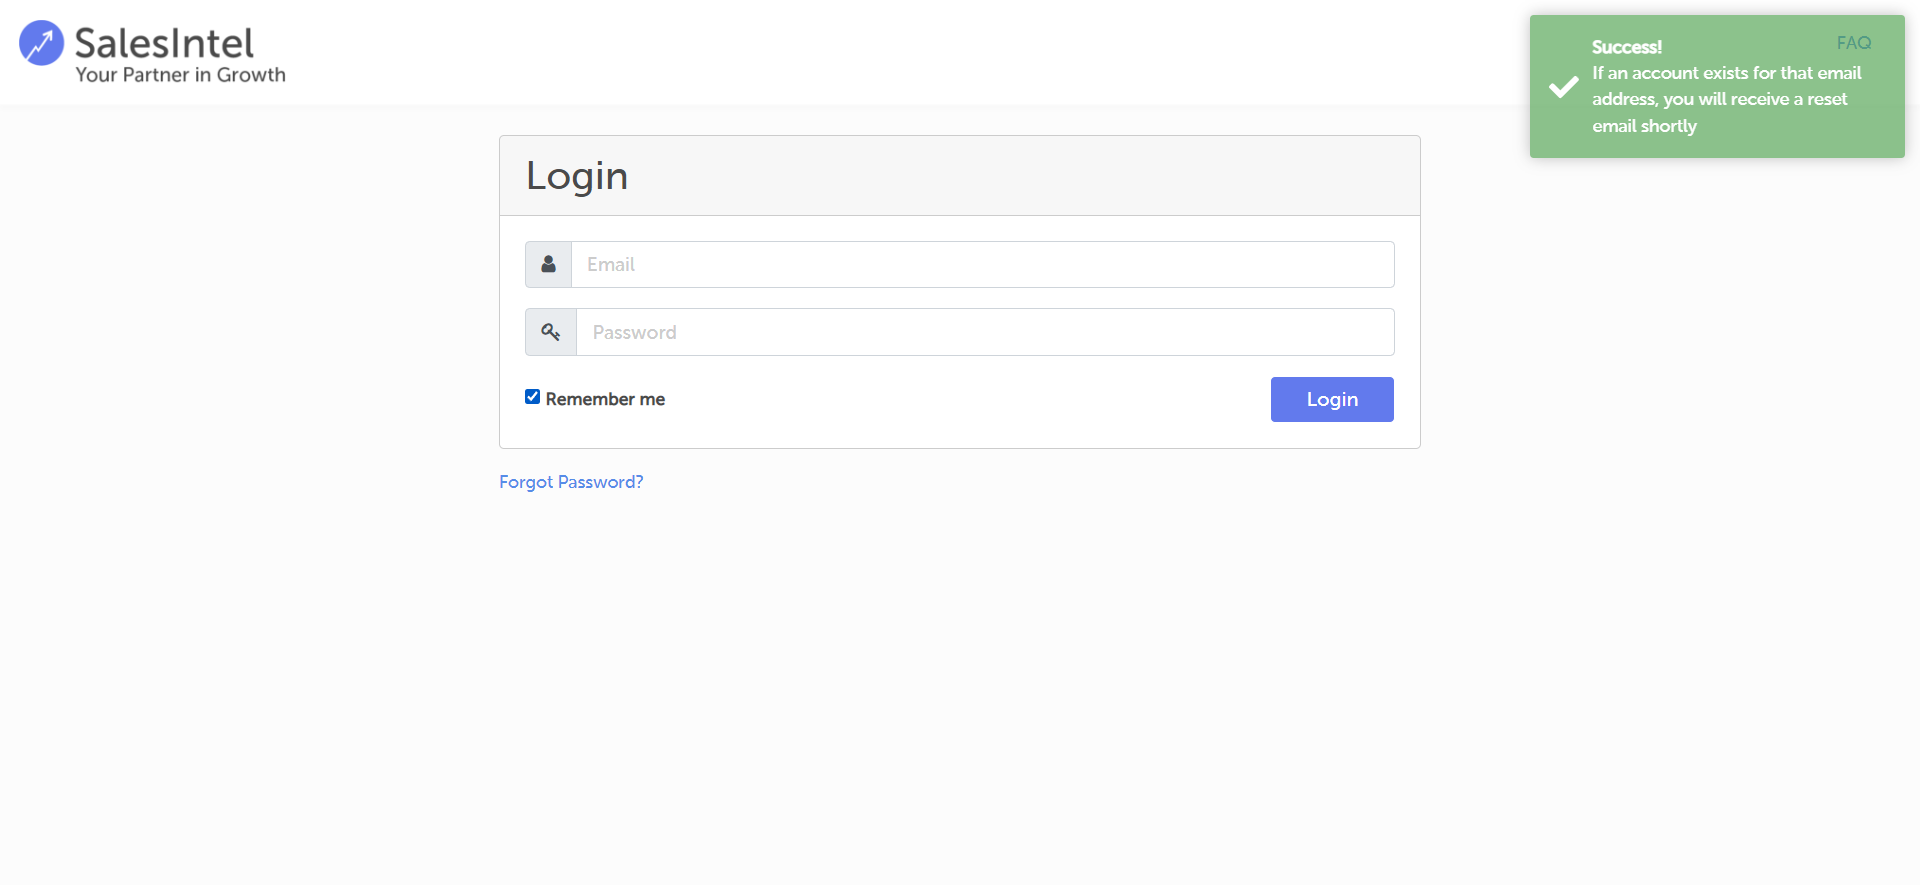 SalesIntel
Your Partner in Growth
FAQ
Success!
If an account exists for that email
address, you will receive a reset
email shortly
Login
Email
Password
Remember me
Login
Forgot Password?